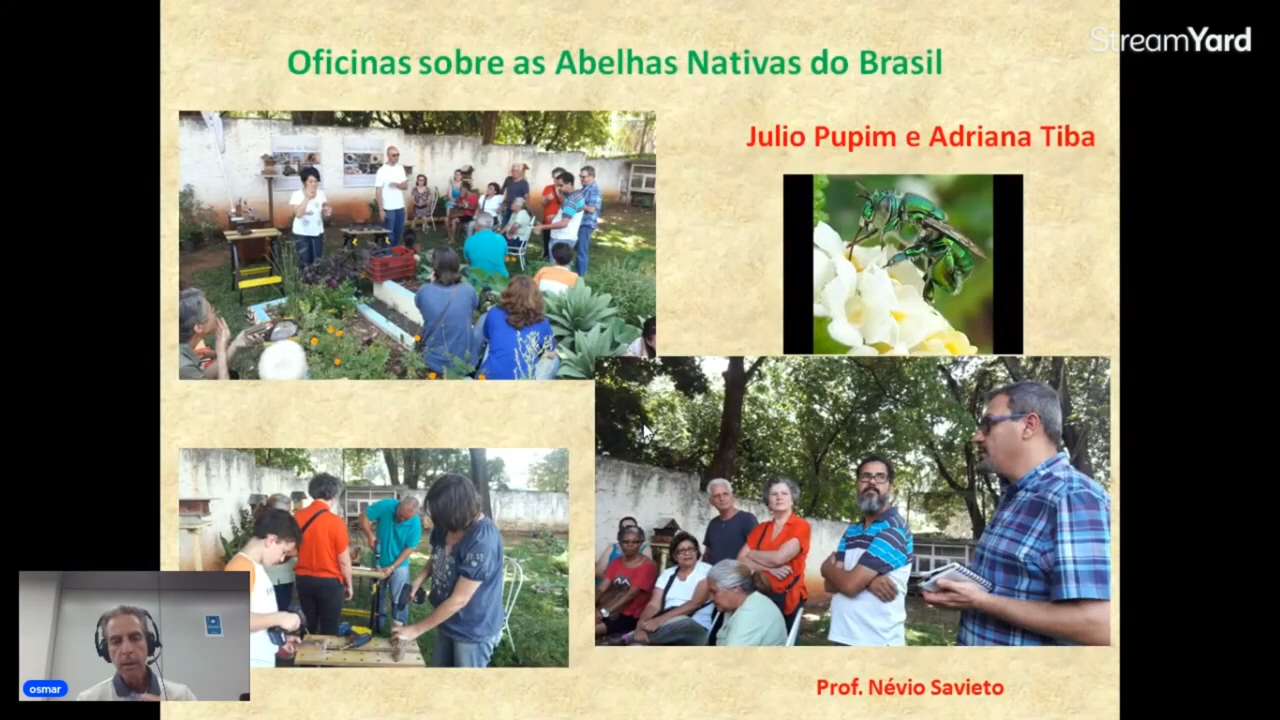 StreamYard
Oficinas sobre as Abelhas Nativas do Brasil
Julio Pupim e Adriana Tiba
Prof. Névio Savieto
osmar